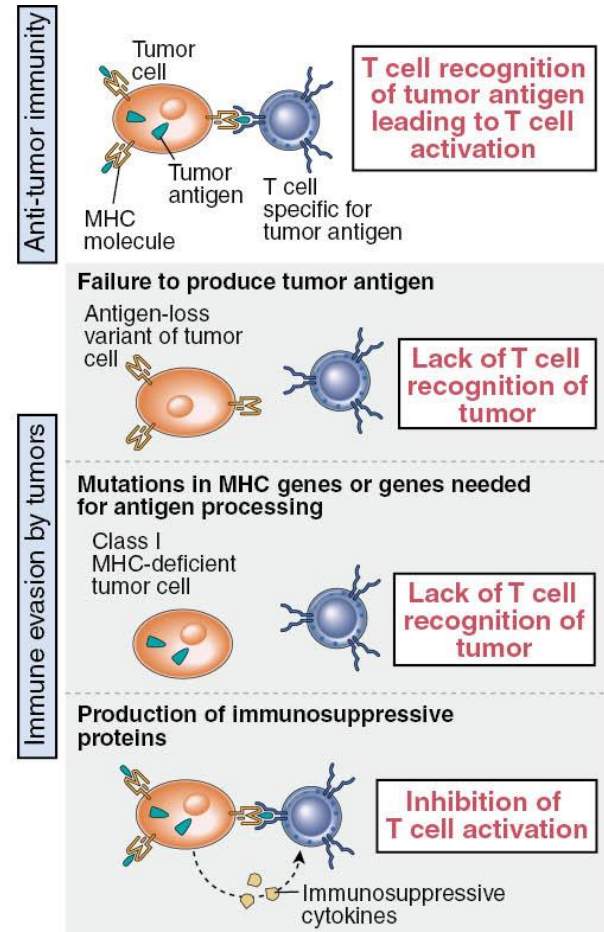 Anti-tumor immunity
Tumor
cell
Tumor
antigen
MHC
molecule
T cell
specific for
tumor antigen
T cell recognition
of tumor antigen
leading to T cell
activation
Immune evasion by tumors
Failure to produce tumor antigen
Antigen-loss
variant of tumor
cell
Lack of T cell
recognition of
tumor
Mutations in MHC genes or genes needed
for antigen processing
Class I
MHC-deficient
tumor cell
Lack of T cell
recognition of
tumor
Production of immunosuppressive
proteins
Inhibition of
T cell activation
Immunosuppressive
cytokines